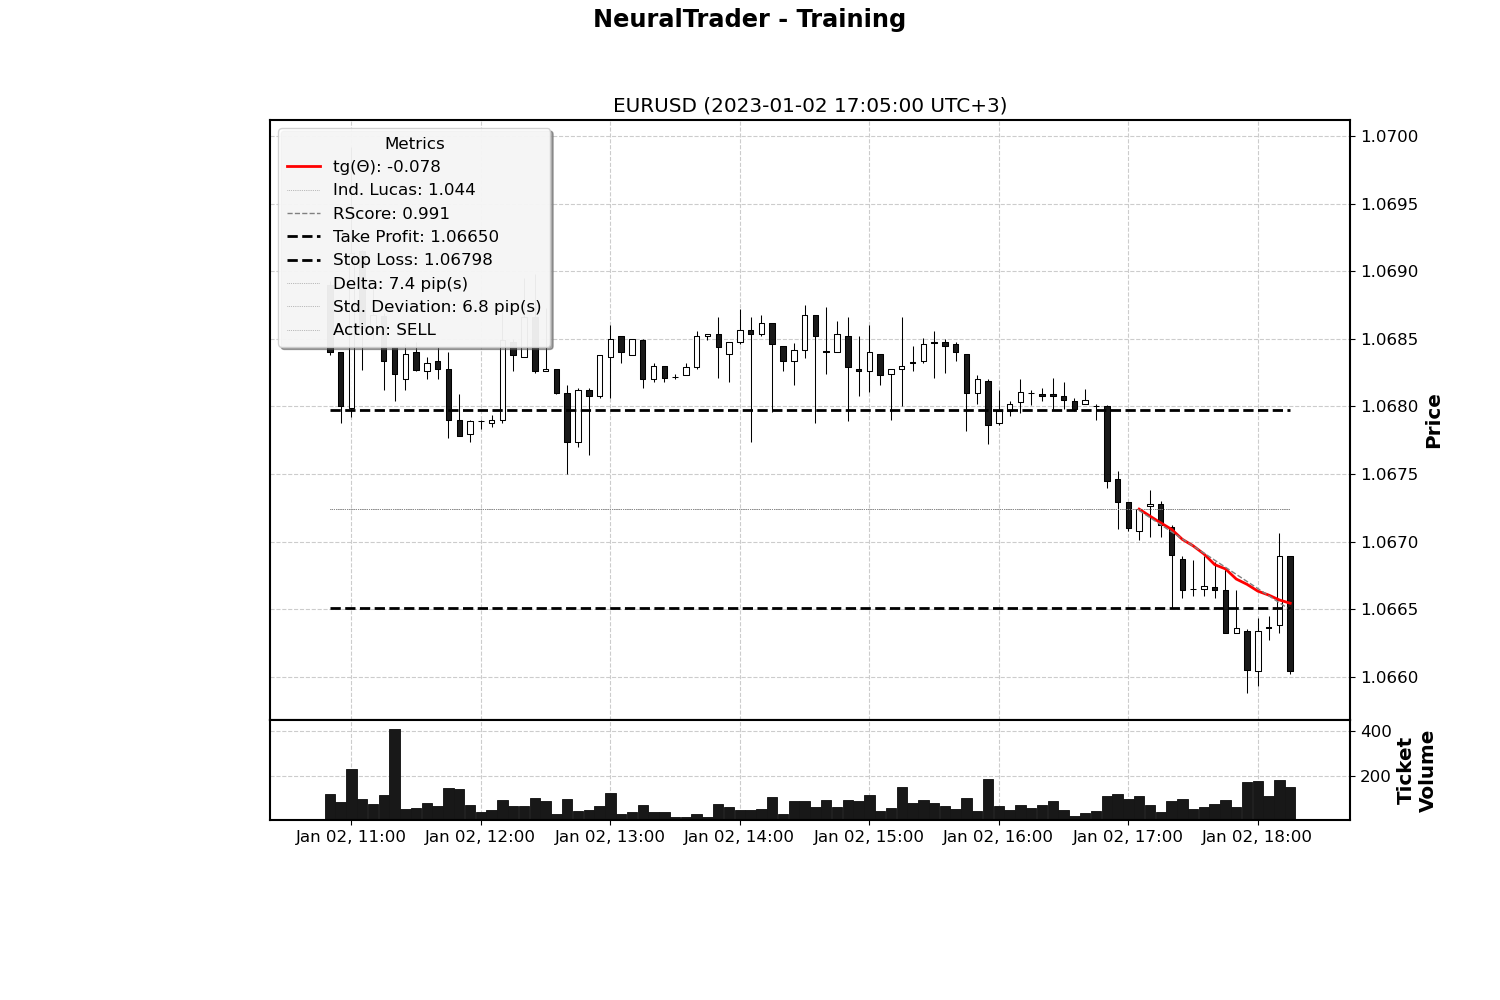 NeuralTrader - Training
EURUSD (2023-01-02 17:05:00 UTC+3)
Metrics
tg(Θ): -0.078
Ind. Lucas: 1.044
RScore: 0.991
Take Profit: 1.06650
Stop Loss: 1.06798
Delta: 7.4 pip(s)
Std. Deviation: 6.8 pip(s)
Action: SELL
1.0700
1.0695
1.0690
1.0685
1.0680
1.0675
1.0670
1.0665
1.0660
Price
400
200
Ticket
Volume
Jan 02, 11:00
Jan 02, 12:00
Jan 02, 13:00
Jan 02, 14:00
Jan 02, 15:00
Jan 02, 16:00
Jan 02, 17:00
Jan 02, 18:00